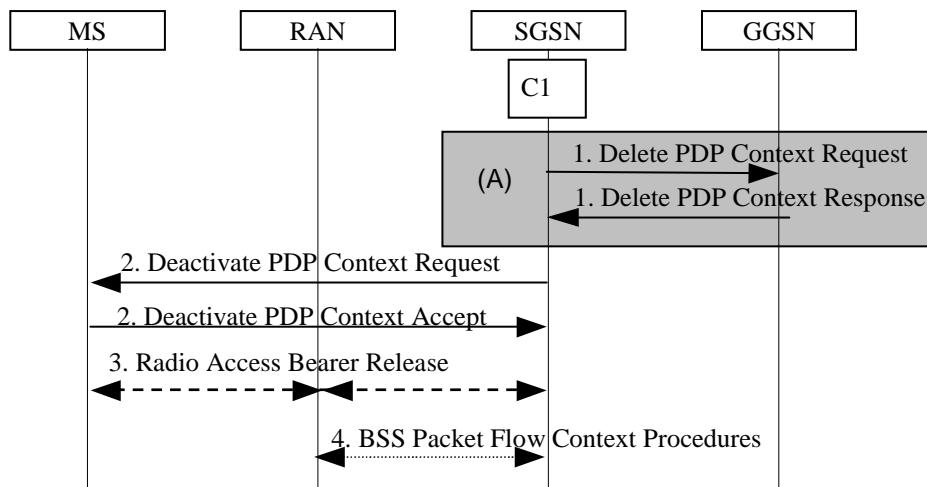 MS
RAN
SGSN
GGSN
C1
(A)
1. Delete PDP Context Request
1. Delete PDP Context Response
2. Deactivate PDP Context Request
2. Deactivate PDP Context Accept
3. Radio Access Bearer Release
4. BSS Packet Flow Context Procedures